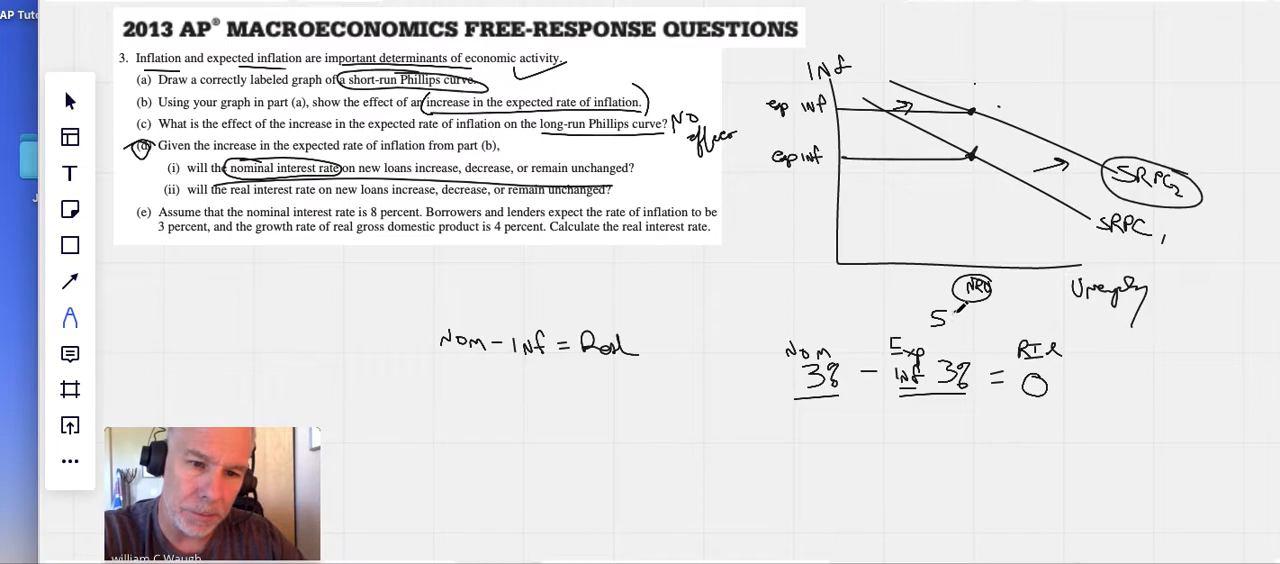 AP Tu
2013 AP® MACROECONOMICS FREE-RESPONSE QUESTIONS
3. Inflation and expected inflation are important determinants of economic activity.
(a) Draw a correctly labeled graph of a short-run Phillips curve.
(b) Using your graph in part (a), show the effect of an increase in the expected rate of inflation.
(c) What is the effect of the increase in the expected rate of inflation on the long-run Phillips curve? NO
(d) Given the increase in the expected rate of inflation from part (b),
(i) will the nominal interest rate on new loans increase, decrease, or remain unchanged?
(ii) will the real interest rate on new loans increase, decrease, or remain unchanged?
(e) Assume that the nominal interest rate is 8 percent. Borrowers and lenders expect the rate of inflation to be
3 percent, and the growth rate of real gross domestic product is 4 percent. Calculate the real interest rate.
INf
exp INf
exp inf
SRPC2
SRPC1
NRU
5
NOM - INf = Real
NOM Exp
3% - INf 3% = 0
T
A
william C Waugh